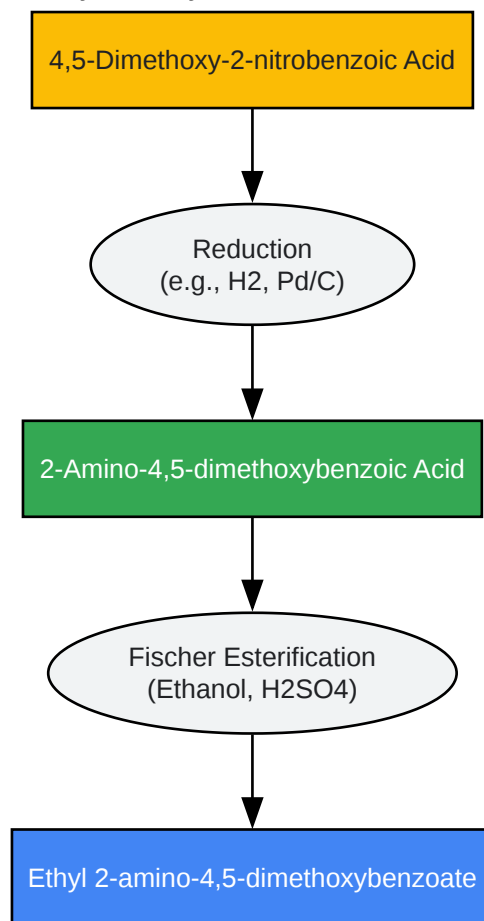 4,5-Dimethoxy-2-nitrobenzoic Acid
Reduction
(e.g., H2, Pd/C)
2-Amino-4,5-dimethoxybenzoic Acid
Fischer Esterification
(Ethanol, H2SO4)
Ethyl 2-amino-4,5-dimethoxybenzoate